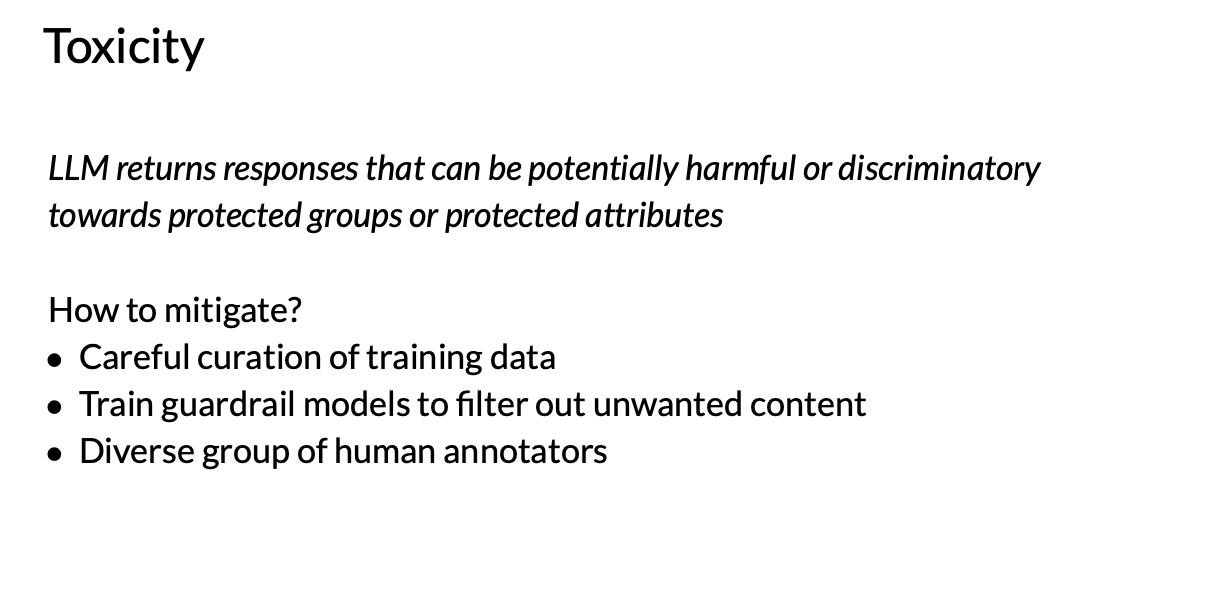 Toxicity
LLM returns responses that can be potentially harmful or discriminatory
towards protected groups or protected attributes
How to mitigate?
● Careful curation of training data
● Train guardrail models to filter out unwanted content
● Diverse group of human annotators